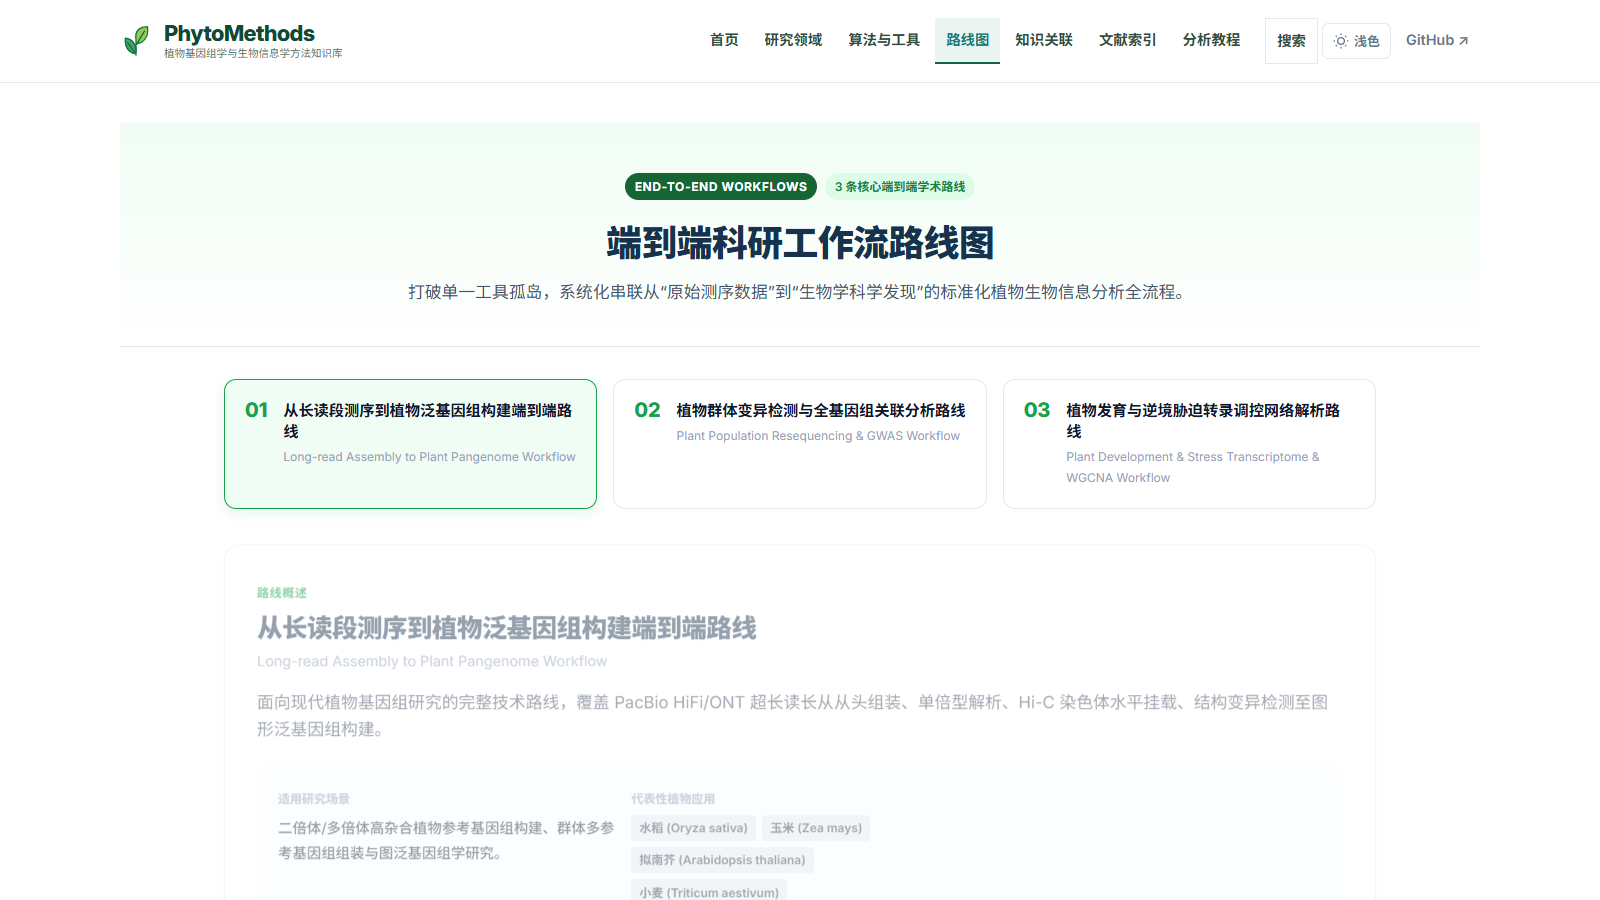 PhytoMethods
植物基因组学与生物信息学方法知识库
首页
研究领域
算法与工具
路线图
知识关联
文献索引
分析教程
搜索
浅色
GitHub ↗
END-TO-END WORKFLOWS
3 条核心端到端学术路线
端到端科研工作流路线图
打破单一工具孤岛，系统化串联从“原始测序数据”到“生物学科学发现”的标准化植物生物信息分析全流程。
01
从长读段测序到植物泛基因组构建端到端路
线
Long-read Assembly to Plant Pangenome Workflow
02
植物群体变异检测与全基因组关联分析路线
Plant Population Resequencing & GWAS Workflow
03
植物发育与逆境胁迫转录调控网络解析路
线
Plant Development & Stress Transcriptome &
WGCNA Workflow
路线概述
从长读段测序到植物泛基因组构建端到端路线
Long-read Assembly to Plant Pangenome Workflow
面向现代植物基因组研究的完整技术路线，覆盖 PacBio HiFi/ONT 超长读长从从头组装、单倍型解析、Hi-C 染色体水平挂载、结构变异检测至图
形泛基因组构建。
适用研究场景
二倍体/多倍体高杂合植物参考基因组构建、群体多参
考基因组组装与图泛基因组学研究。
代表性植物应用
水稻 (Oryza sativa)
玉米 (Zea mays)
拟南芥 (Arabidopsis thaliana)
小麦 (Triticum aestivum)